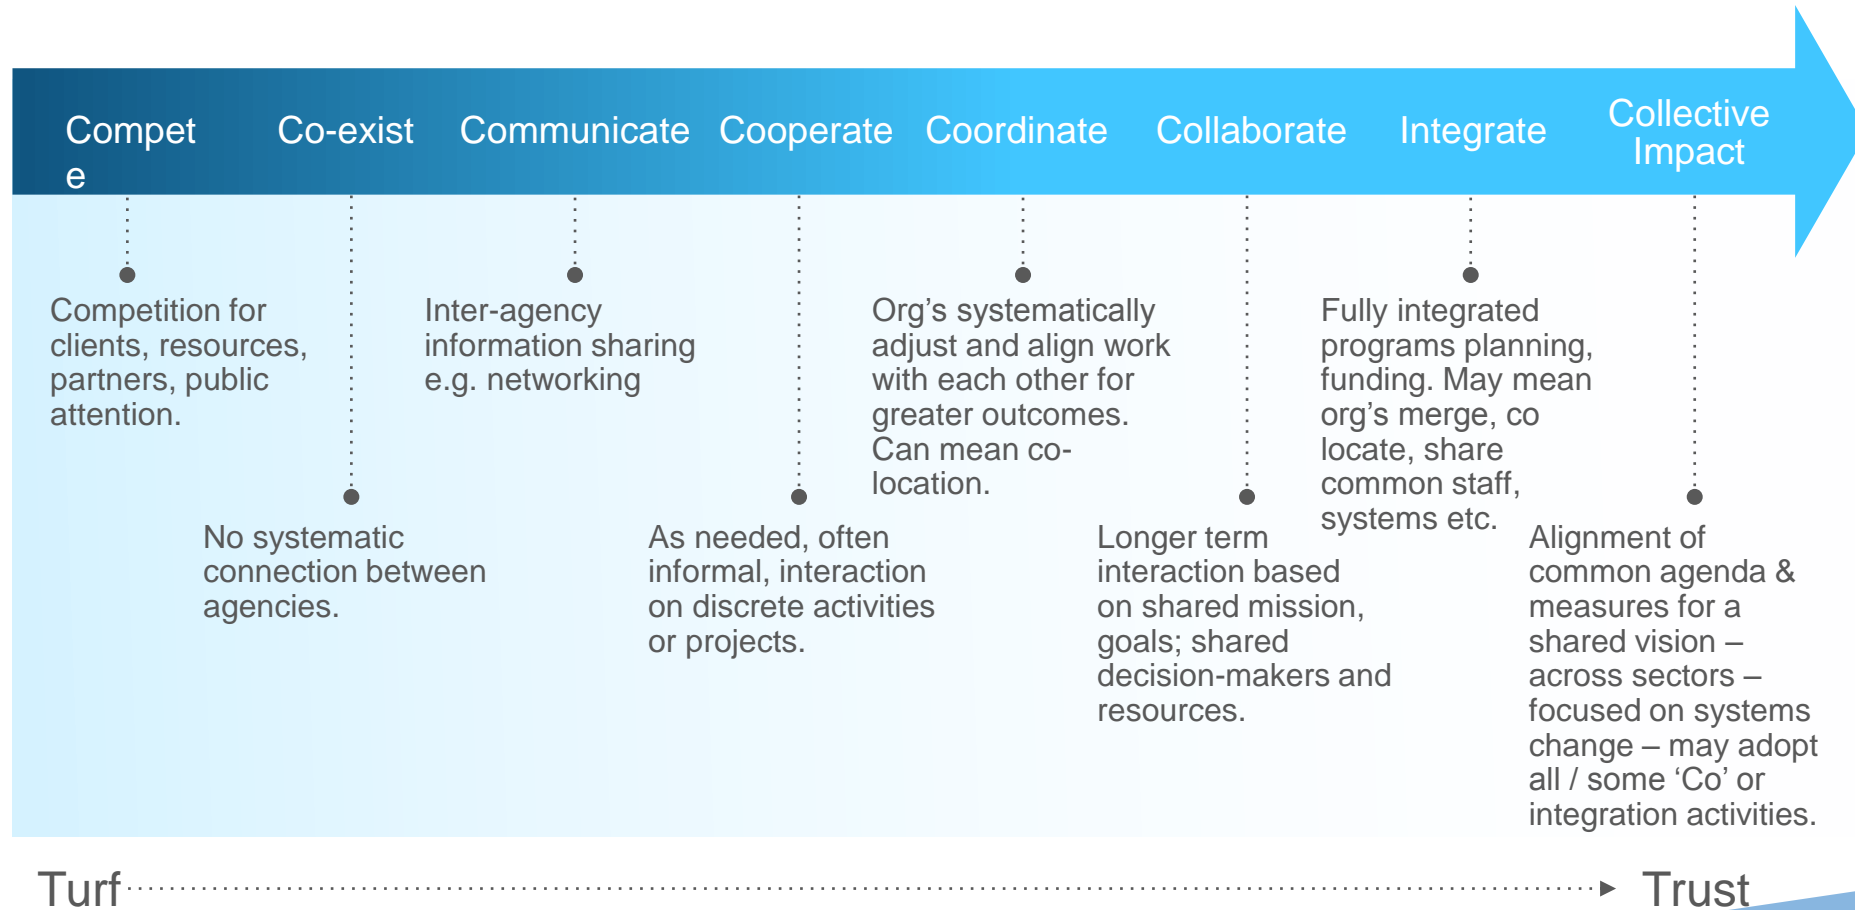 Compet
e
Co-exist
Communicate
Cooperate
Coordinate
Collaborate
Integrate
Collective
Impact
Competition for
clients, resources,
partners, public
attention.
No systematic
connection between
agencies.
Inter-agency
information sharing
e.g. networking
As needed, often
informal, interaction
on discrete activities
or projects.
Org's systematically
adjust and align work
with each other for
greater outcomes.
Can mean co-
location.
Longer term
interaction based
on shared mission,
goals; shared
decision-makers and
resources.
Fully integrated
programs planning,
funding. May mean
org's merge, co
locate, share
common staff,
systems etc.
Alignment of
common agenda &
measures for a
shared vision –
across sectors –
focused on systems
change – may adopt
all / some ‘Co’ or
integration activities.
Turf
Trust